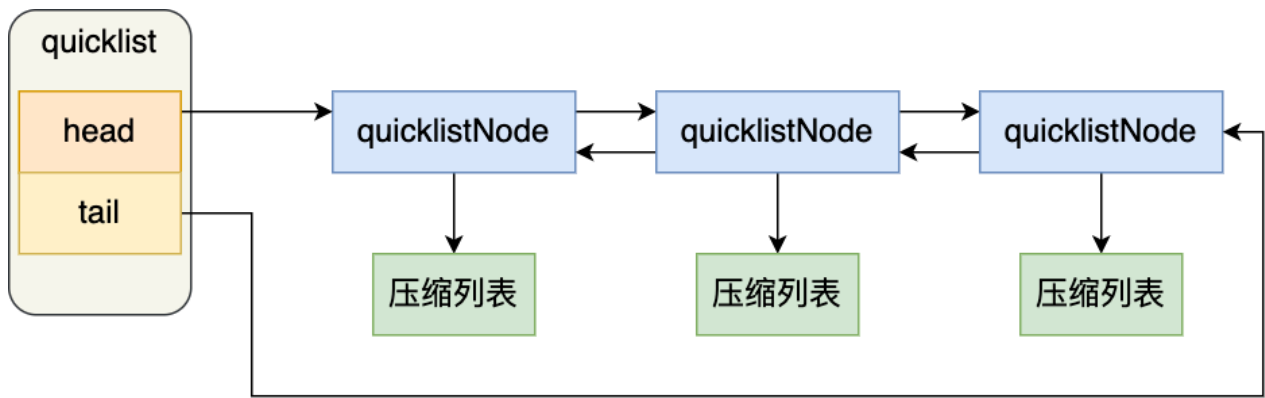 quicklist
head
tail
quicklistNode
quicklistNode
quicklistNode
压缩列表
压缩列表
压缩列表